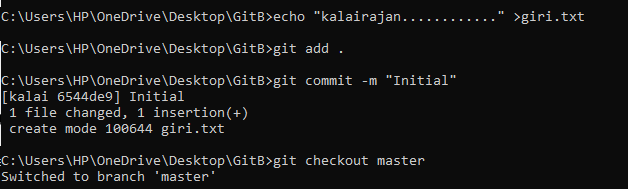 C:\Users\HP\OneDrive\Desktop\GitB>echo "kalairajan............" >giri.txt
C:\Users\HP\OneDrive\Desktop\GitB>git add .
C:\Users\HP\OneDrive\Desktop\GitB>git commit -m "Initial"
[kalai 6544de9] Initial
 1 file changed, 1 insertion(+)
 create mode 100644 giri.txt
C:\Users\HP\OneDrive\Desktop\GitB>git checkout master
Switched to branch 'master'